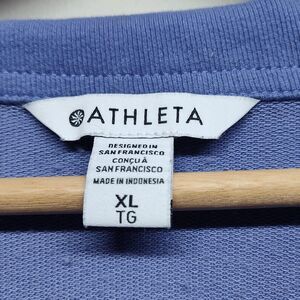 ATHLETA
DESIGNED IN
SAN FRANCISCO
CONÇU À
SAN FRANCISCO
MADE IN INDONESIA
XL
TG